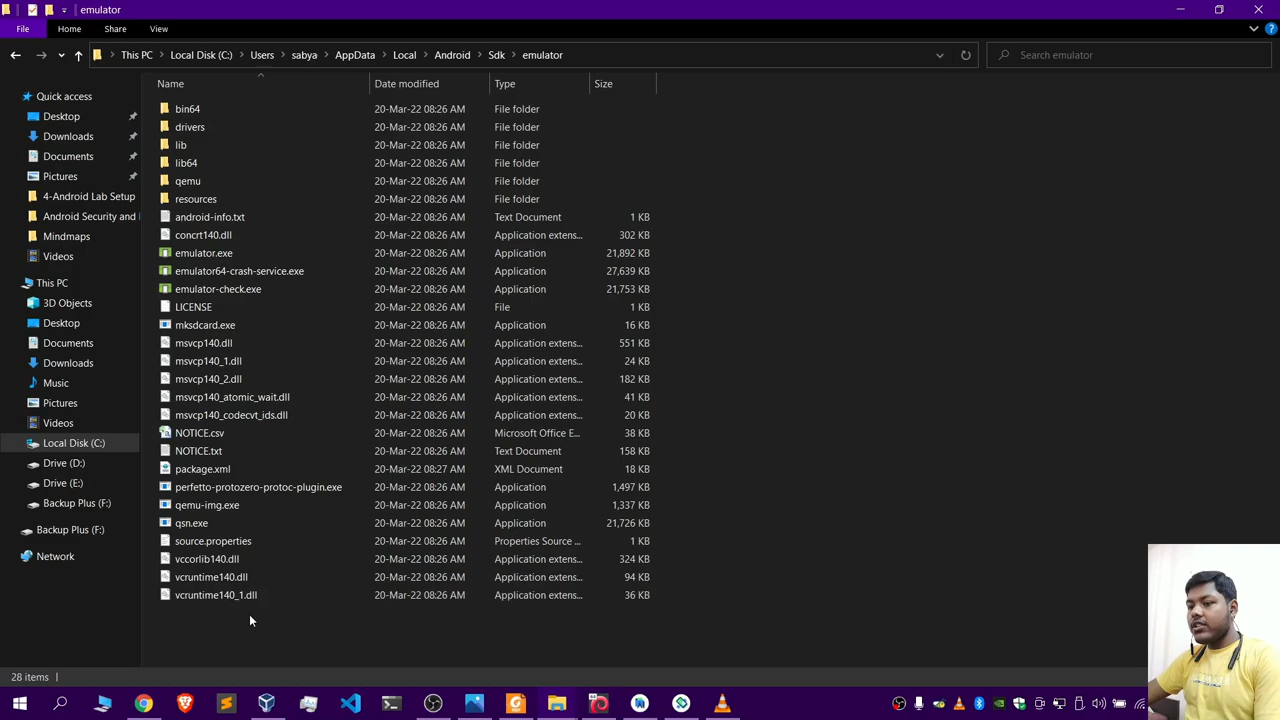 emulator
File Home Share View
This PC Local Disk (C:) Users sabya AppData Local Android Sdk emulator Search emulator
Name Date modified Type Size
Quick access
Desktop
Downloads
Documents
Pictures
4-Android Lab Setup
Android Security and
Mindmaps
Videos
This PC
3D Objects
Desktop
Documents
Downloads
Music
Pictures
Videos
Local Disk (C:)
Drive (D:)
Drive (E:)
Backup Plus (F:)
Backup Plus (F:)
Network
bin64 20-Mar-22 08:26 AM File folder
drivers 20-Mar-22 08:26 AM File folder
lib 20-Mar-22 08:26 AM File folder
lib64 20-Mar-22 08:26 AM File folder
qemu 20-Mar-22 08:26 AM File folder
resources 20-Mar-22 08:26 AM File folder
android-info.txt 20-Mar-22 08:26 AM Text Document 1 KB
concrt140.dll 20-Mar-22 08:26 AM Application extens... 302 KB
emulator.exe 20-Mar-22 08:26 AM Application 21,892 KB
emulator64-crash-service.exe 20-Mar-22 08:26 AM Application 27,639 KB
emulator-check.exe 20-Mar-22 08:26 AM Application 21,753 KB
LICENSE 20-Mar-22 08:26 AM File 1 KB
mksdcard.exe 20-Mar-22 08:26 AM Application 16 KB
msvcp140.dll 20-Mar-22 08:26 AM Application extens... 551 KB
msvcp140_1.dll 20-Mar-22 08:26 AM Application extens... 24 KB
msvcp140_2.dll 20-Mar-22 08:26 AM Application extens... 182 KB
msvcp140_atomic_wait.dll 20-Mar-22 08:26 AM Application extens... 41 KB
msvcp140_codecvt_ids.dll 20-Mar-22 08:26 AM Application extens... 20 KB
NOTICE.csv 20-Mar-22 08:26 AM Microsoft Office E... 38 KB
NOTICE.txt 20-Mar-22 08:26 AM Text Document 158 KB
package.xml 20-Mar-22 08:27 AM XML Document 18 KB
perfetto-protozero-protoc-plugin.exe 20-Mar-22 08:26 AM Application 1,497 KB
qemu-img.exe 20-Mar-22 08:26 AM Application 1,337 KB
qsn.exe 20-Mar-22 08:26 AM Application 21,726 KB
source.properties 20-Mar-22 08:26 AM Properties Source ... 1 KB
vccorlib140.dll 20-Mar-22 08:26 AM Application extens... 324 KB
vcruntime140.dll 20-Mar-22 08:26 AM Application extens... 94 KB
vcruntime140_1.dll 20-Mar-22 08:26 AM Application extens... 36 KB
28 items